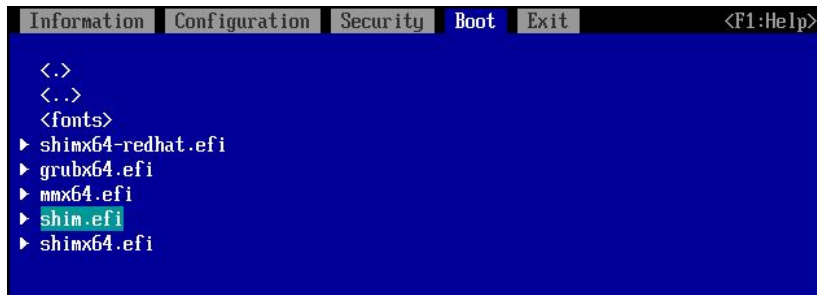 Information Configuration Security Boot Exit <F1:Help>
<.>
<..>
<fonts>
shimx64-redhat.efi
grubx64.efi
mmx64.efi
shim.efi
shimx64.efi